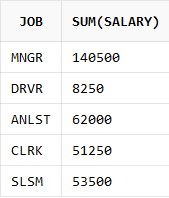 JOB SUM(SALARY)
MNGR 140500
DRVR 8250
ANLST 62000
CLRK 51250
SLSM 53500